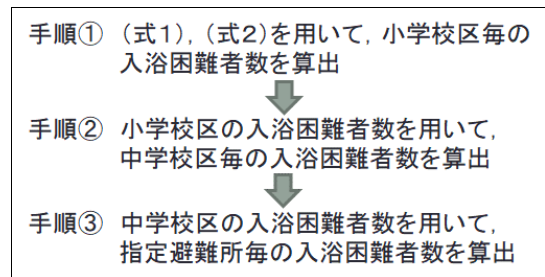 手順① (式1),(式2)を用いて,小学校区毎の
入浴困難者数を算出
手順② 小学校区の入浴困難者数を用いて,
中学校区毎の入浴困難者数を算出
手順③ 中学校区の入浴困難者数を用いて,
指定避難所毎の入浴困難者数を算出